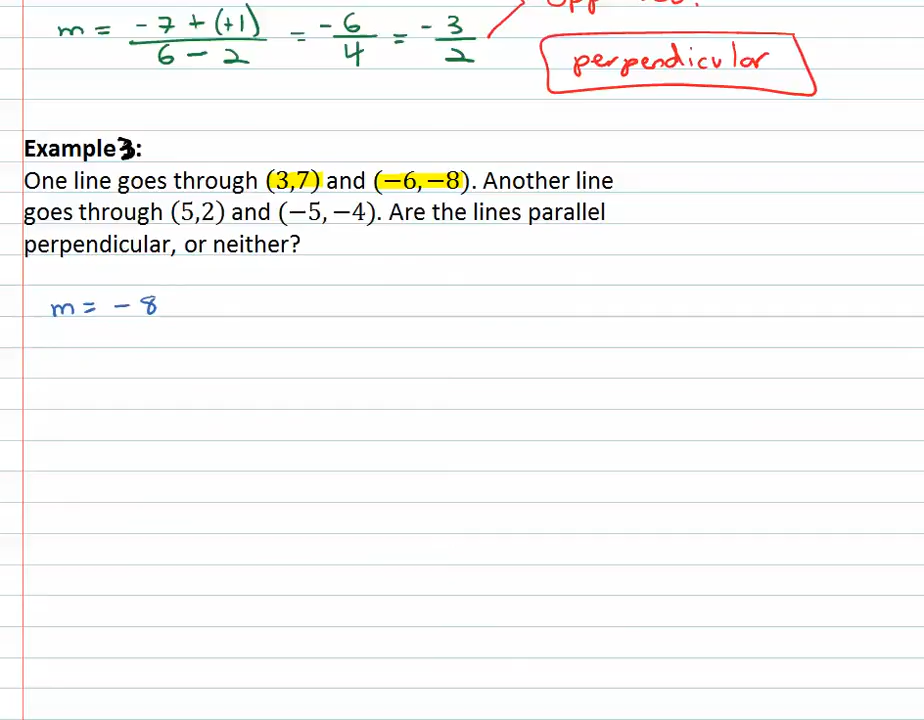 m = -7 + (+1) / 6 - 2 = -6 / 4 = -3 / 2
perpendicular
Example 3:
One line goes through (3,7) and (−6,−8). Another line
goes through (5,2) and (−5,−4). Are the lines parallel
perpendicular, or neither?
m = - 8